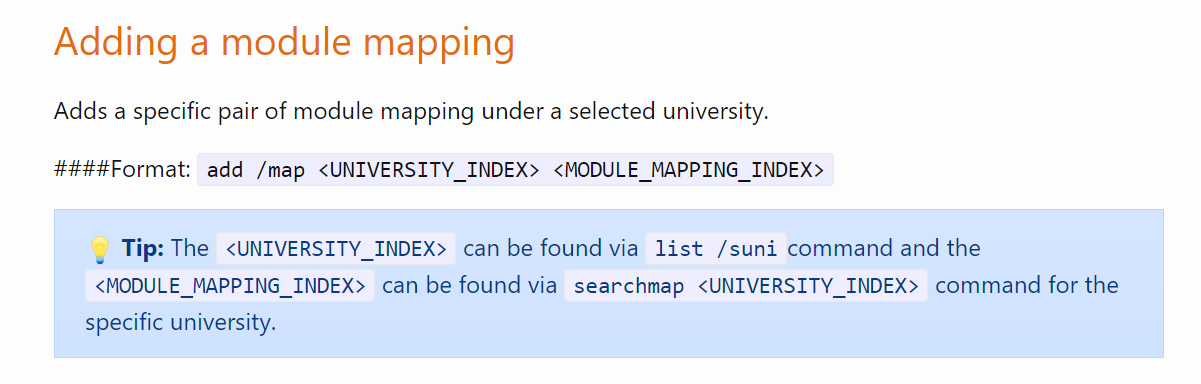 Adding a module mapping
Adds a specific pair of module mapping under a selected university.
####Format: add /map <UNIVERSITY_INDEX> <MODULE_MAPPING_INDEX>
💡 Tip: The <UNIVERSITY_INDEX> can be found via list /suni command and the
<MODULE_MAPPING_INDEX> can be found via searchmap <UNIVERSITY_INDEX> command for the
specific university.